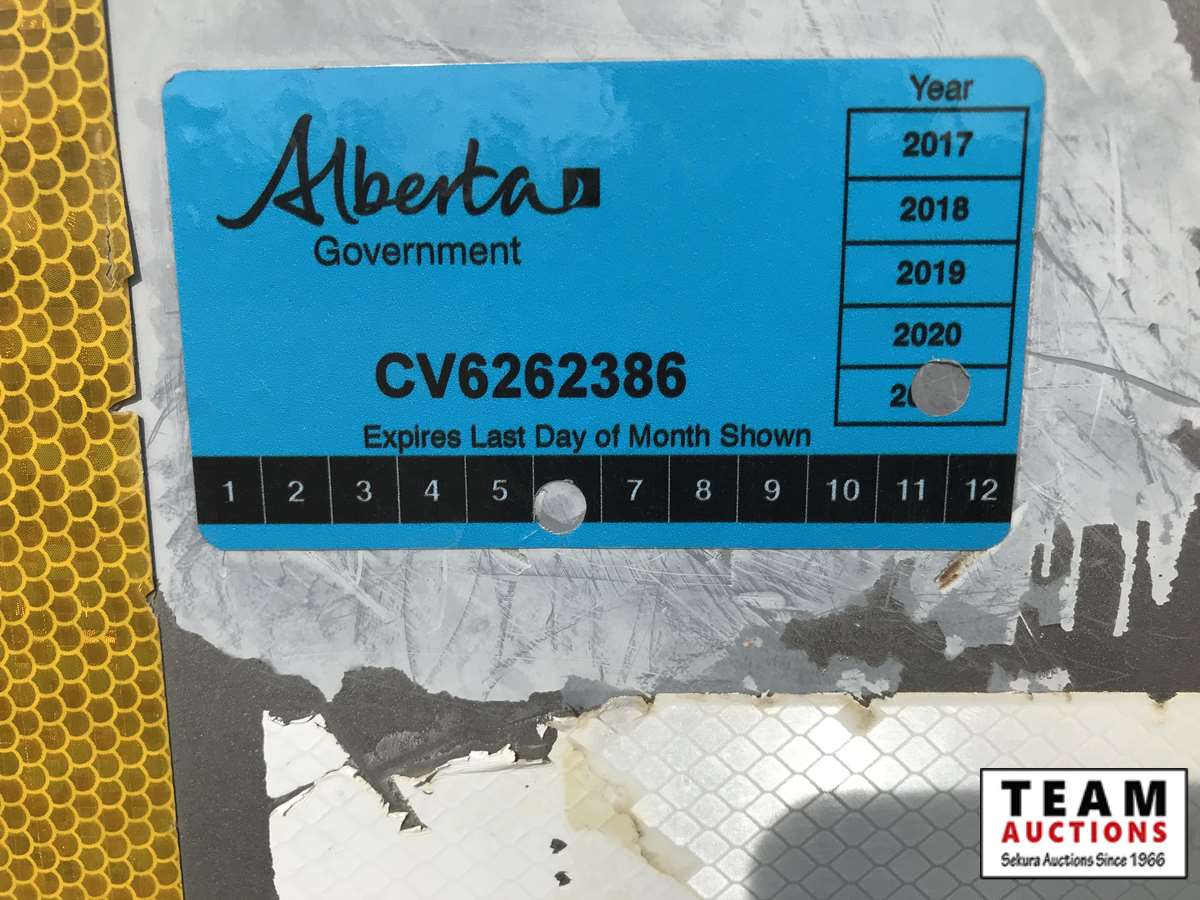 Year
Alberta
Government
2017
2018
2019
2020
CV6262386
Expires Last Day of Month Shown
1 2 3 4 5 7 8 9 10 11 12
TEAM
AUCTIONS
Sekura Auctions Since 1966